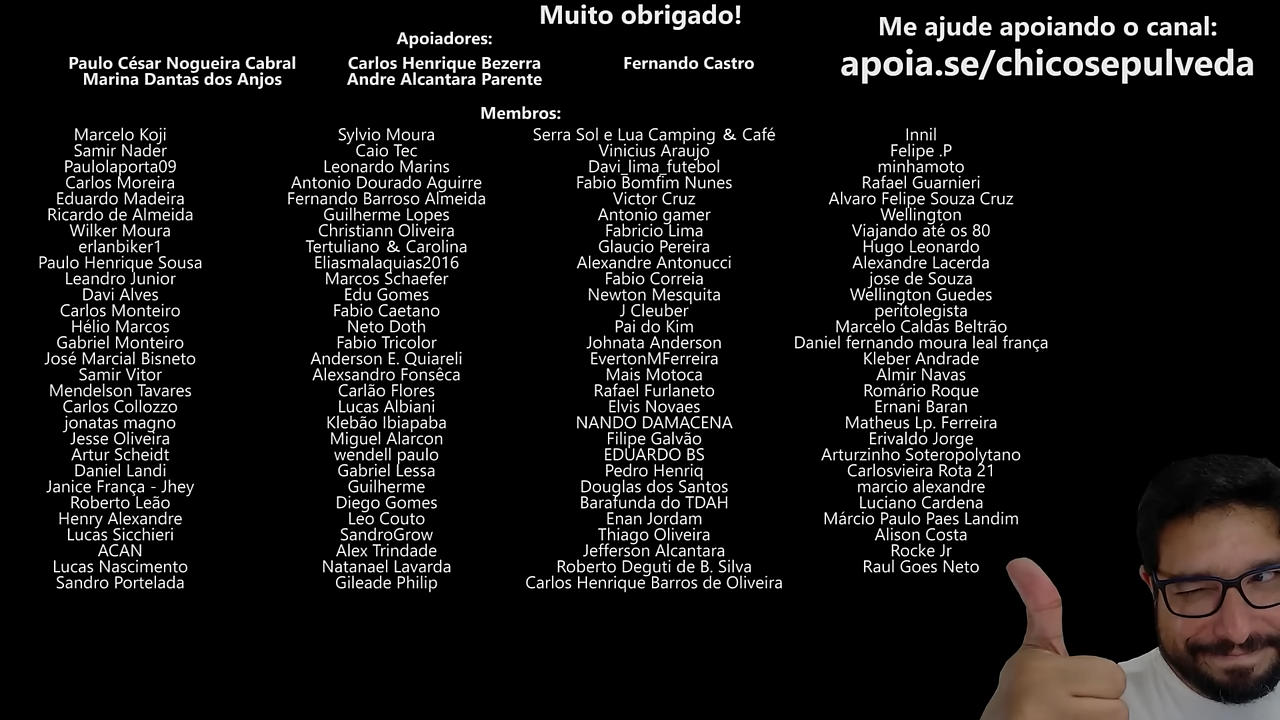 Muito obrigado!
Me ajude apoiando o canal:
apoia.se/chicosepulveda
Apoiadores:
Paulo César Nogueira Cabral
Marina Dantas dos Anjos
Carlos Henrique Bezerra
Andre Alcantara Parente
Fernando Castro
Membros:
Marcelo Koji
Samir Nader
Paulolaporta09
Carlos Moreira
Eduardo Madeira
Ricardo de Almeida
Wilker Moura
erlanbiker1
Paulo Henrique Sousa
Leandro Junior
Davi Alves
Carlos Monteiro
Hélio Marcos
Gabriel Monteiro
José Marcial Bisneto
Samir Vitor
Mendelson Tavares
Carlos Collozzo
jonatas magno
Jesse Oliveira
Artur Scheidt
Daniel Landi
Janice França - Jhey
Roberto Leão
Henry Alexandre
Lucas Sicchieri
ACAN
Lucas Nascimento
Sandro Portelada
Sylvio Moura
Caio Tec
Leonardo Marins
Antonio Dourado Aguirre
Fernando Barroso Almeida
Guilherme Lopes
Christiann Oliveira
Tertuliano & Carolina
Eliasmalaquias2016
Marcos Schaefer
Edu Gomes
Fabio Caetano
Neto Doth
Fabio Tricolor
Anderson E. Quiareli
Alexsandro Fonsêca
Carlão Flores
Lucas Albiani
Klebão Ibiapaba
Miguel Alarcon
wendell paulo
Gabriel Lessa
Guilherme
Diego Gomes
Leo Couto
SandroGrow
Alex Trindade
Natanael Lavarda
Gileade Philip
Serra Sol e Lua Camping & Café
Vinicius Araujo
Davi_lima_futebol
Fabio Bomfim Nunes
Victor Cruz
Antonio gamer
Fabricio Lima
Glaucio Pereira
Alexandre Antonucci
Fabio Correia
Newton Mesquita
J Cleuber
Pai do Kim
Johnata Anderson
EvertonMFerreira
Mais Motoca
Rafael Furlaneto
Elvis Novaes
NANDO DAMACENA
Filipe Galvão
EDUARDO BS
Pedro Henriq
Douglas dos Santos
Barafunda do TDAH
Enan Jordam
Thiago Oliveira
Jefferson Alcantara
Roberto Deguti de B. Silva
Carlos Henrique Barros de Oliveira
Innil
Felipe .P
minhamoto
Rafael Guarnieri
Alvaro Felipe Souza Cruz
Wellington
Viajando até os 80
Hugo Leonardo
Alexandre Lacerda
jose de Souza
Wellington Guedes
peritolegista
Marcelo Caldas Beltrão
Daniel fernando moura leal frança
Kleber Andrade
Almir Navas
Romário Roque
Ernani Baran
Matheus Lp. Ferreira
Erivaldo Jorge
Arturzinho Soteropolytano
Carlosvieira Rota 21
marcio alexandre
Luciano Cardena
Márcio Paulo Paes Landim
Alison Costa
Rocke Jr
Raul Goes Neto